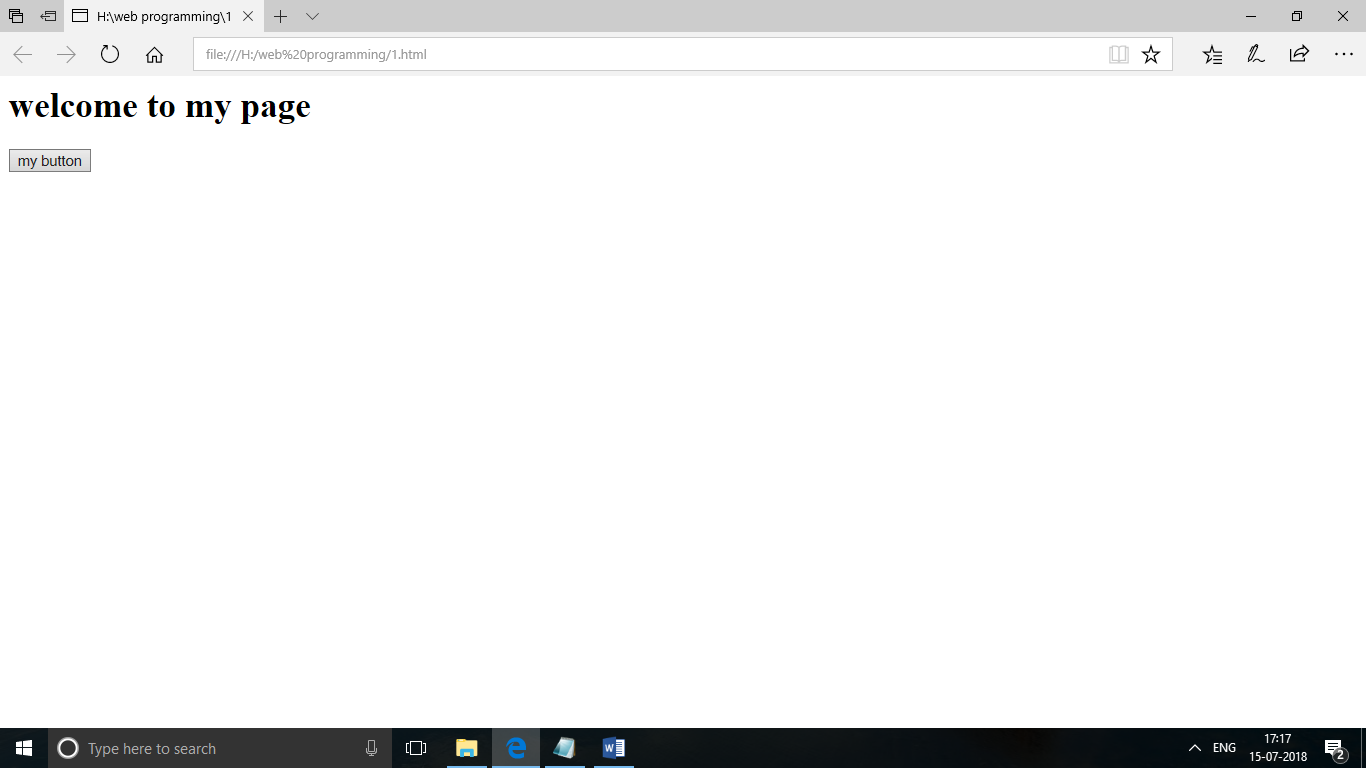 H:\web programming\1
file:///H:/web%20programming/1.html
welcome to my page
my button
Type here to search
ENG
17:17
15-07-2018
2